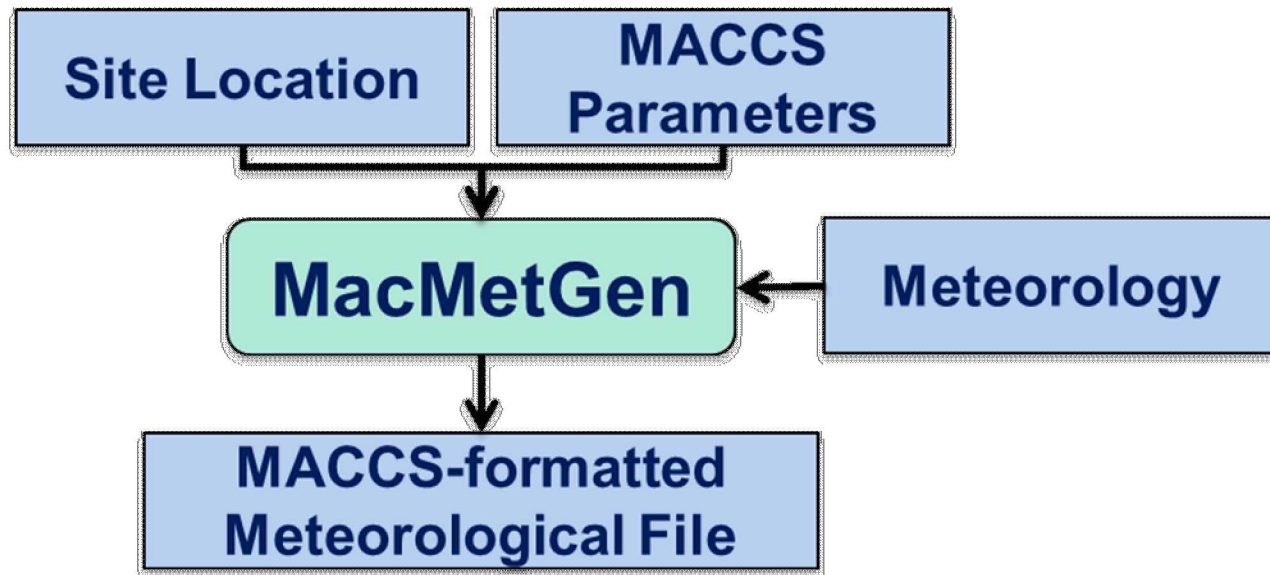 Site Location
MACCS
Parameters
MacMetGen
Meteorology
MACCS-formatted
Meteorological File